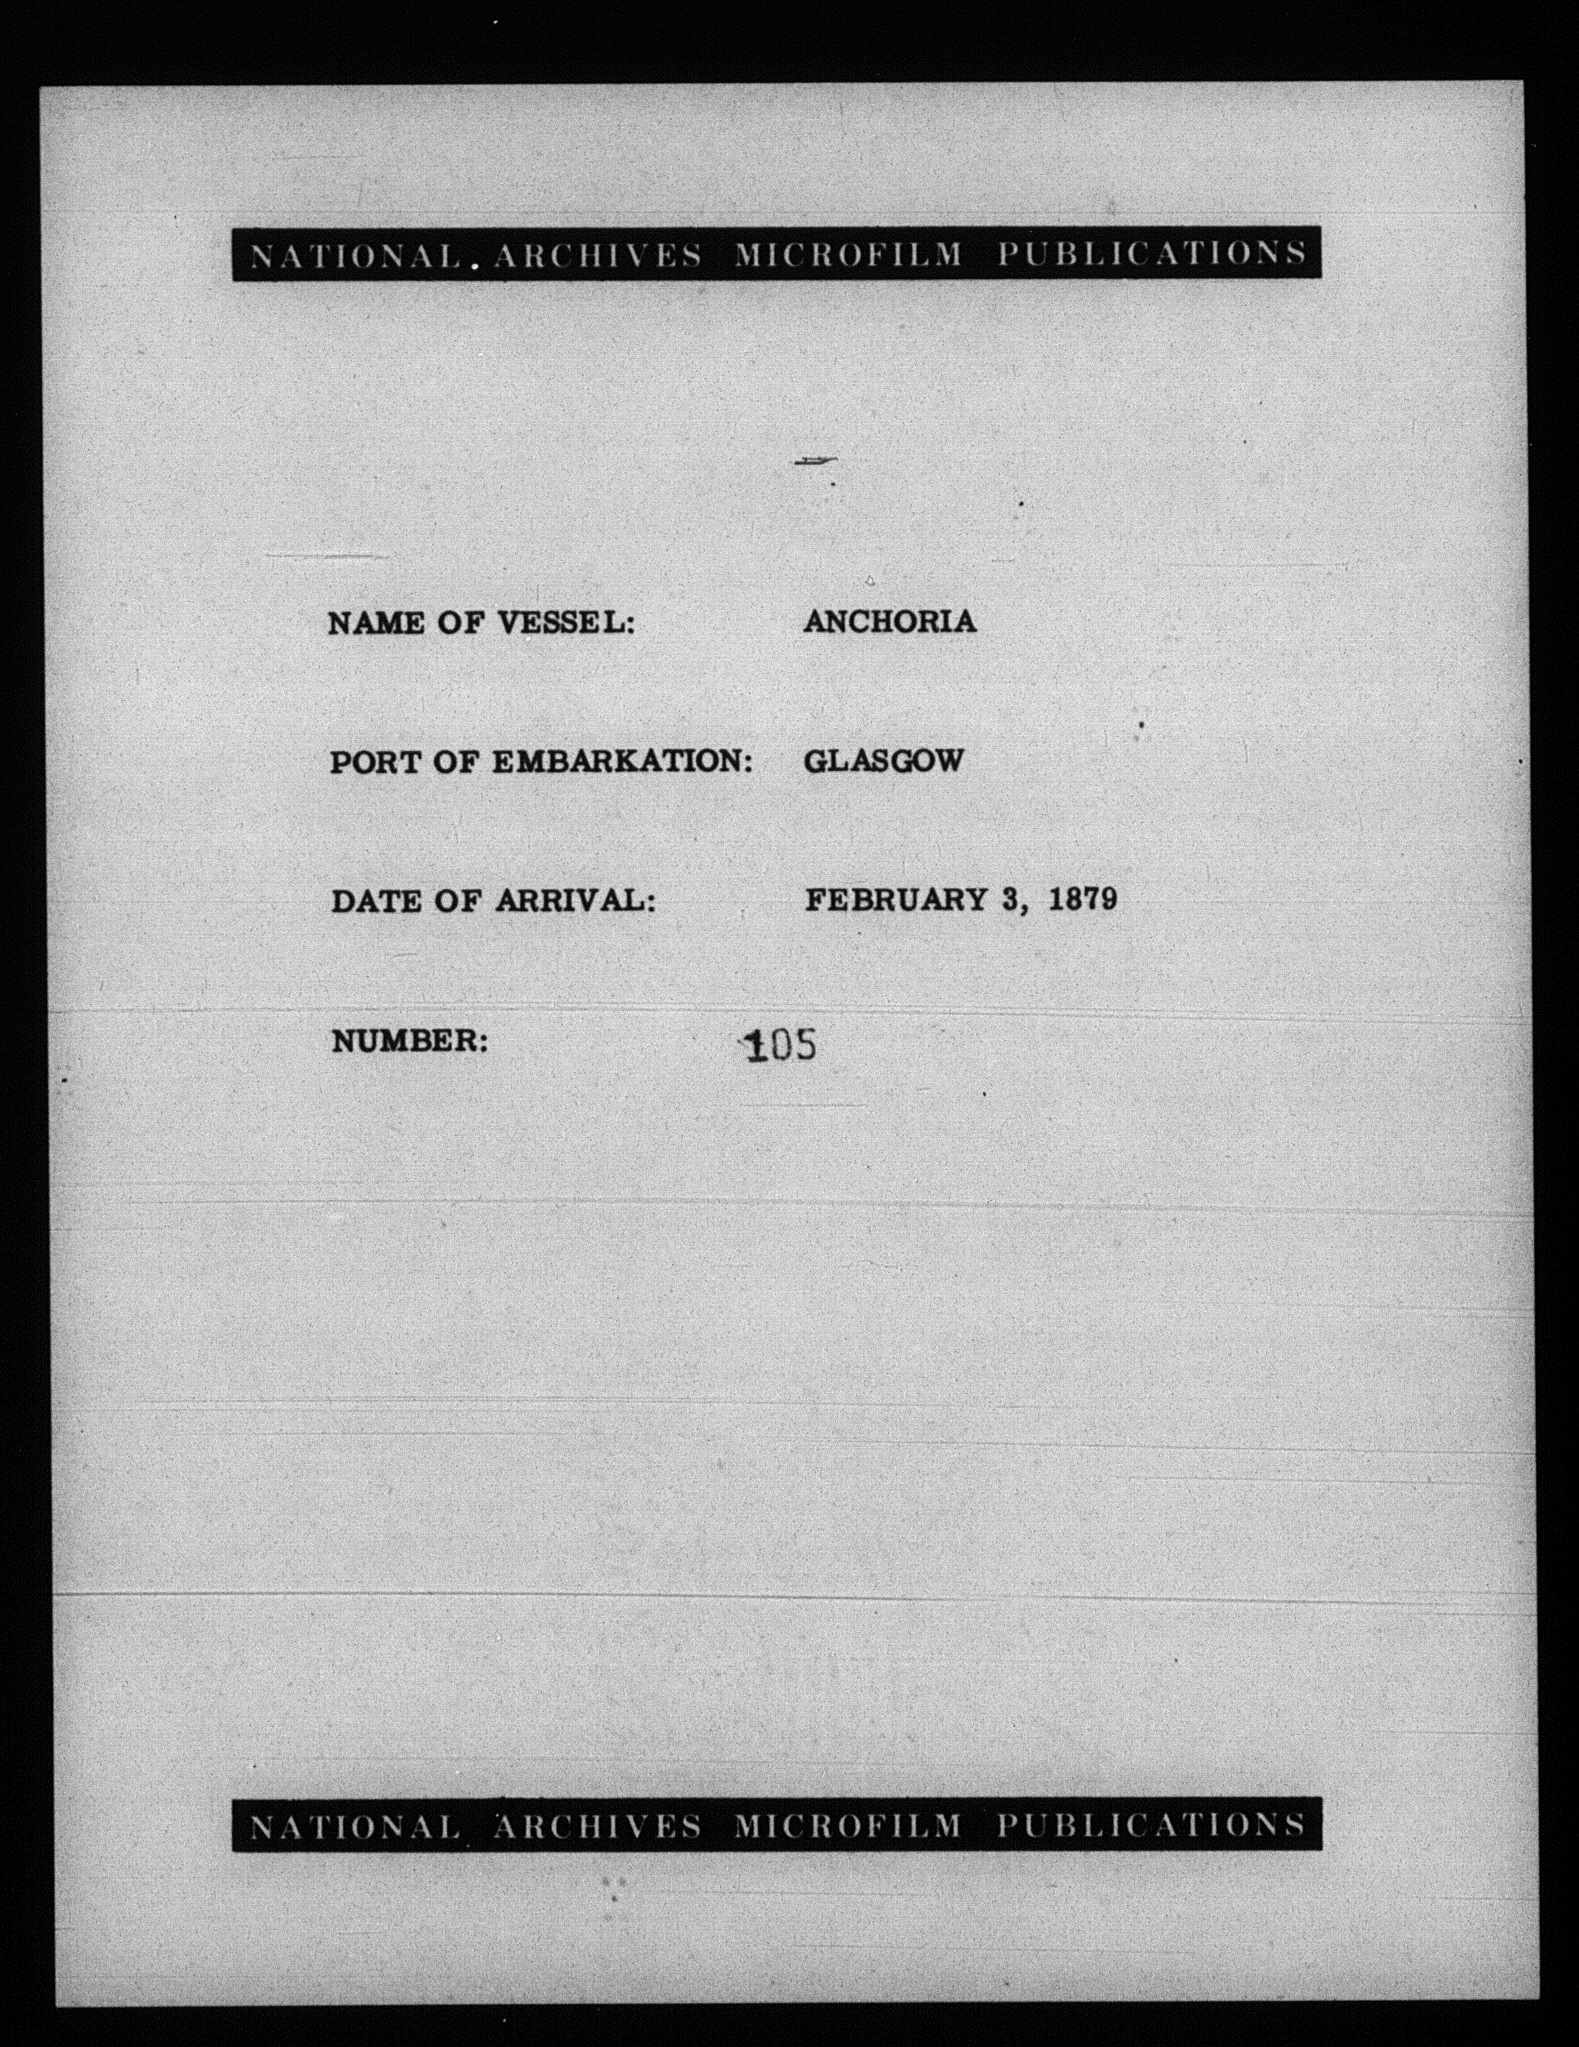 NATIONAL ARCHIVES MICROFILM PUBLICATIONS
NAME OF VESSEL: ANCHORIA
PORT OF EMBARKATION: GLASGOW
DATE OF ARRIVAL: FEBRUARY 3, 1879
NUMBER: 105
NATIONAL ARCHIVES MICROFILM PUBLICATIONS